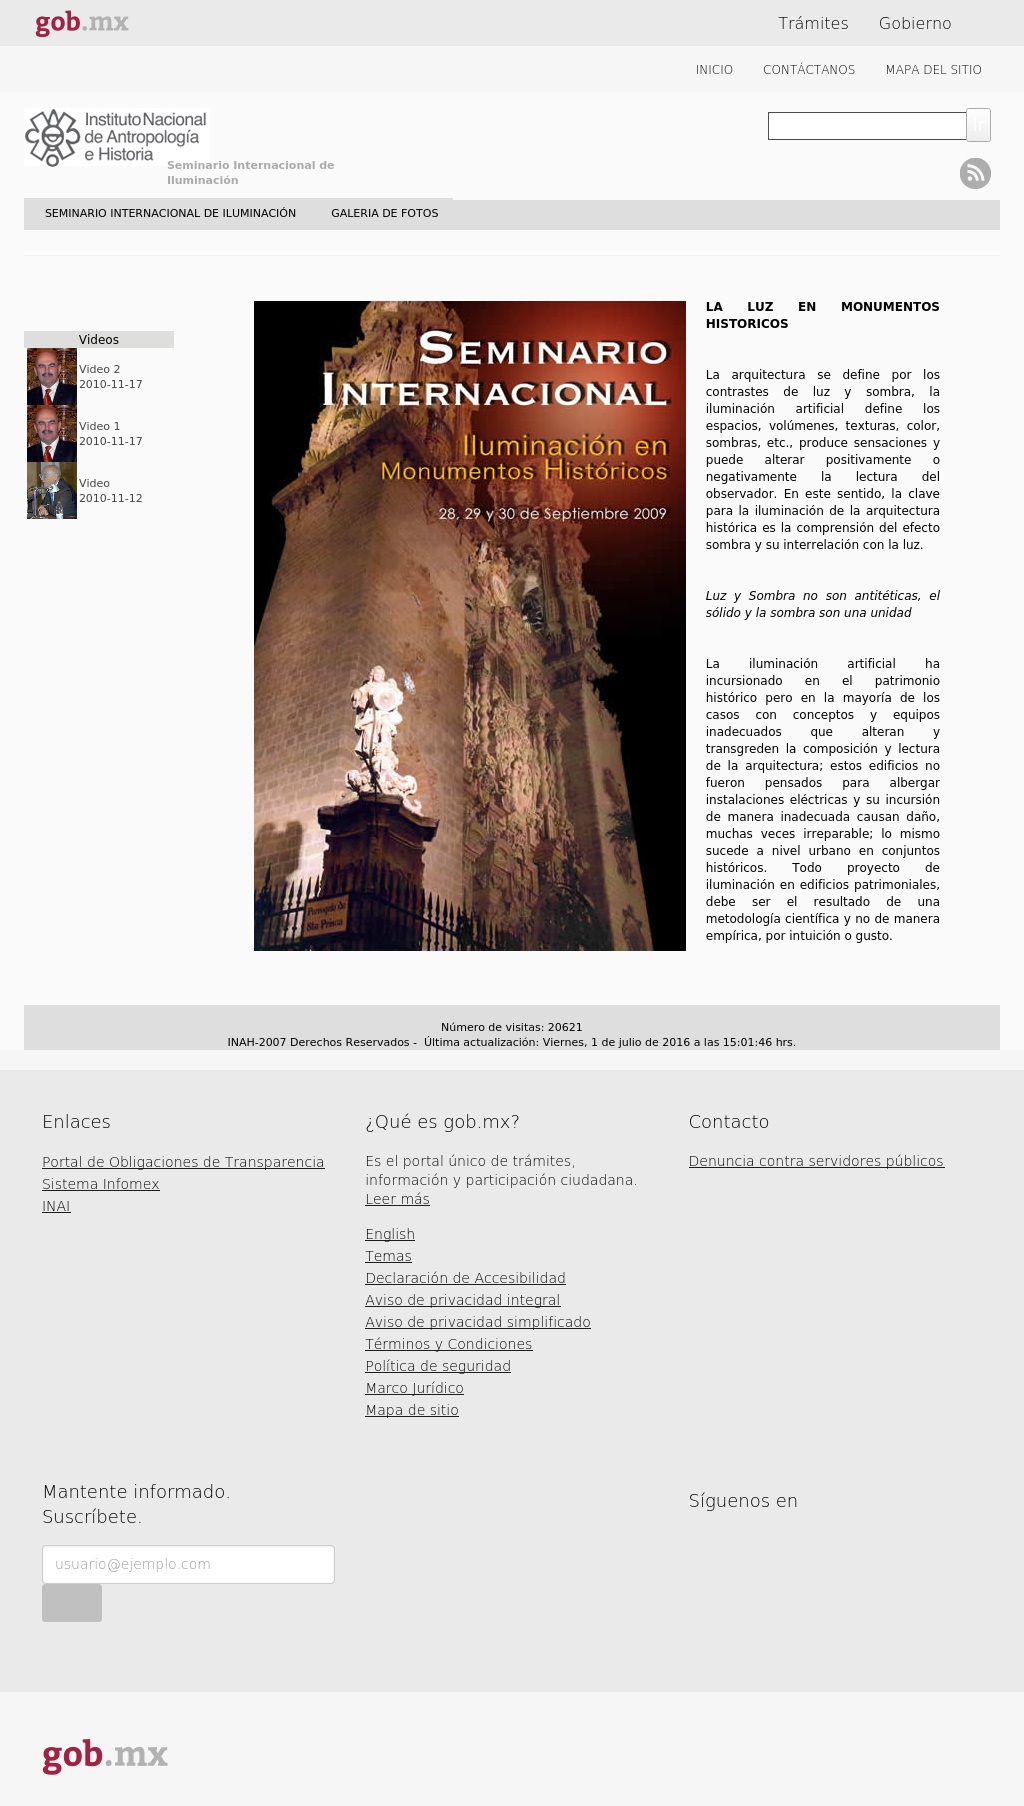 gob.mx
Trámites Gobierno
INICIO CONTÁCTANOS MAPA DEL SITIO
Instituto Nacional
de Antropología
e Historia
Seminario Internacional de
Iluminación
SEMINARIO INTERNACIONAL DE ILUMINACIÓN GALERIA DE FOTOS
Videos
Video 2
2010-11-17
Video 1
2010-11-17
Video
2010-11-12
SEMINARIO
INTERNACIONAL
Iluminación en
Monumentos Históricos
28, 29 y 30 de Septiembre 2009
Parroquia de
Sta Prisca
LA LUZ EN MONUMENTOS
HISTORICOS
La arquitectura se define por los
contrastes de luz y sombra, la
iluminación artificial define los
espacios, volúmenes, texturas, color,
sombras, etc., produce sensaciones y
puede alterar positivamente o
negativamente la lectura del
observador. En este sentido, la clave
para la iluminación de la arquitectura
histórica es la comprensión del efecto
sombra y su interrelación con la luz.
Luz y Sombra no son antitéticas, el
sólido y la sombra son una unidad
La iluminación artificial ha
incursionado en el patrimonio
histórico pero en la mayoría de los
casos con conceptos y equipos
inadecuados que alteran y
transgreden la composición y lectura
de la arquitectura; estos edificios no
fueron pensados para albergar
instalaciones eléctricas y su incursión
de manera inadecuada causan daño,
muchas veces irreparable; lo mismo
sucede a nivel urbano en conjuntos
históricos. Todo proyecto de
iluminación en edificios patrimoniales,
debe ser el resultado de una
metodología científica y no de manera
empírica, por intuición o gusto.
Número de visitas: 20621
INAH-2007 Derechos Reservados - Última actualización: Viernes, 1 de julio de 2016 a las 15:01:46 hrs.
Enlaces
Portal de Obligaciones de Transparencia
Sistema Infomex
INAI
¿Qué es gob.mx?
Es el portal único de trámites,
información y participación ciudadana.
Leer más
English
Temas
Declaración de Accesibilidad
Aviso de privacidad integral
Aviso de privacidad simplificado
Términos y Condiciones
Política de seguridad
Marco Jurídico
Mapa de sitio
Contacto
Denuncia contra servidores públicos
Mantente informado.
Suscríbete.
usuario@ejemplo.com
Síguenos en
gob.mx